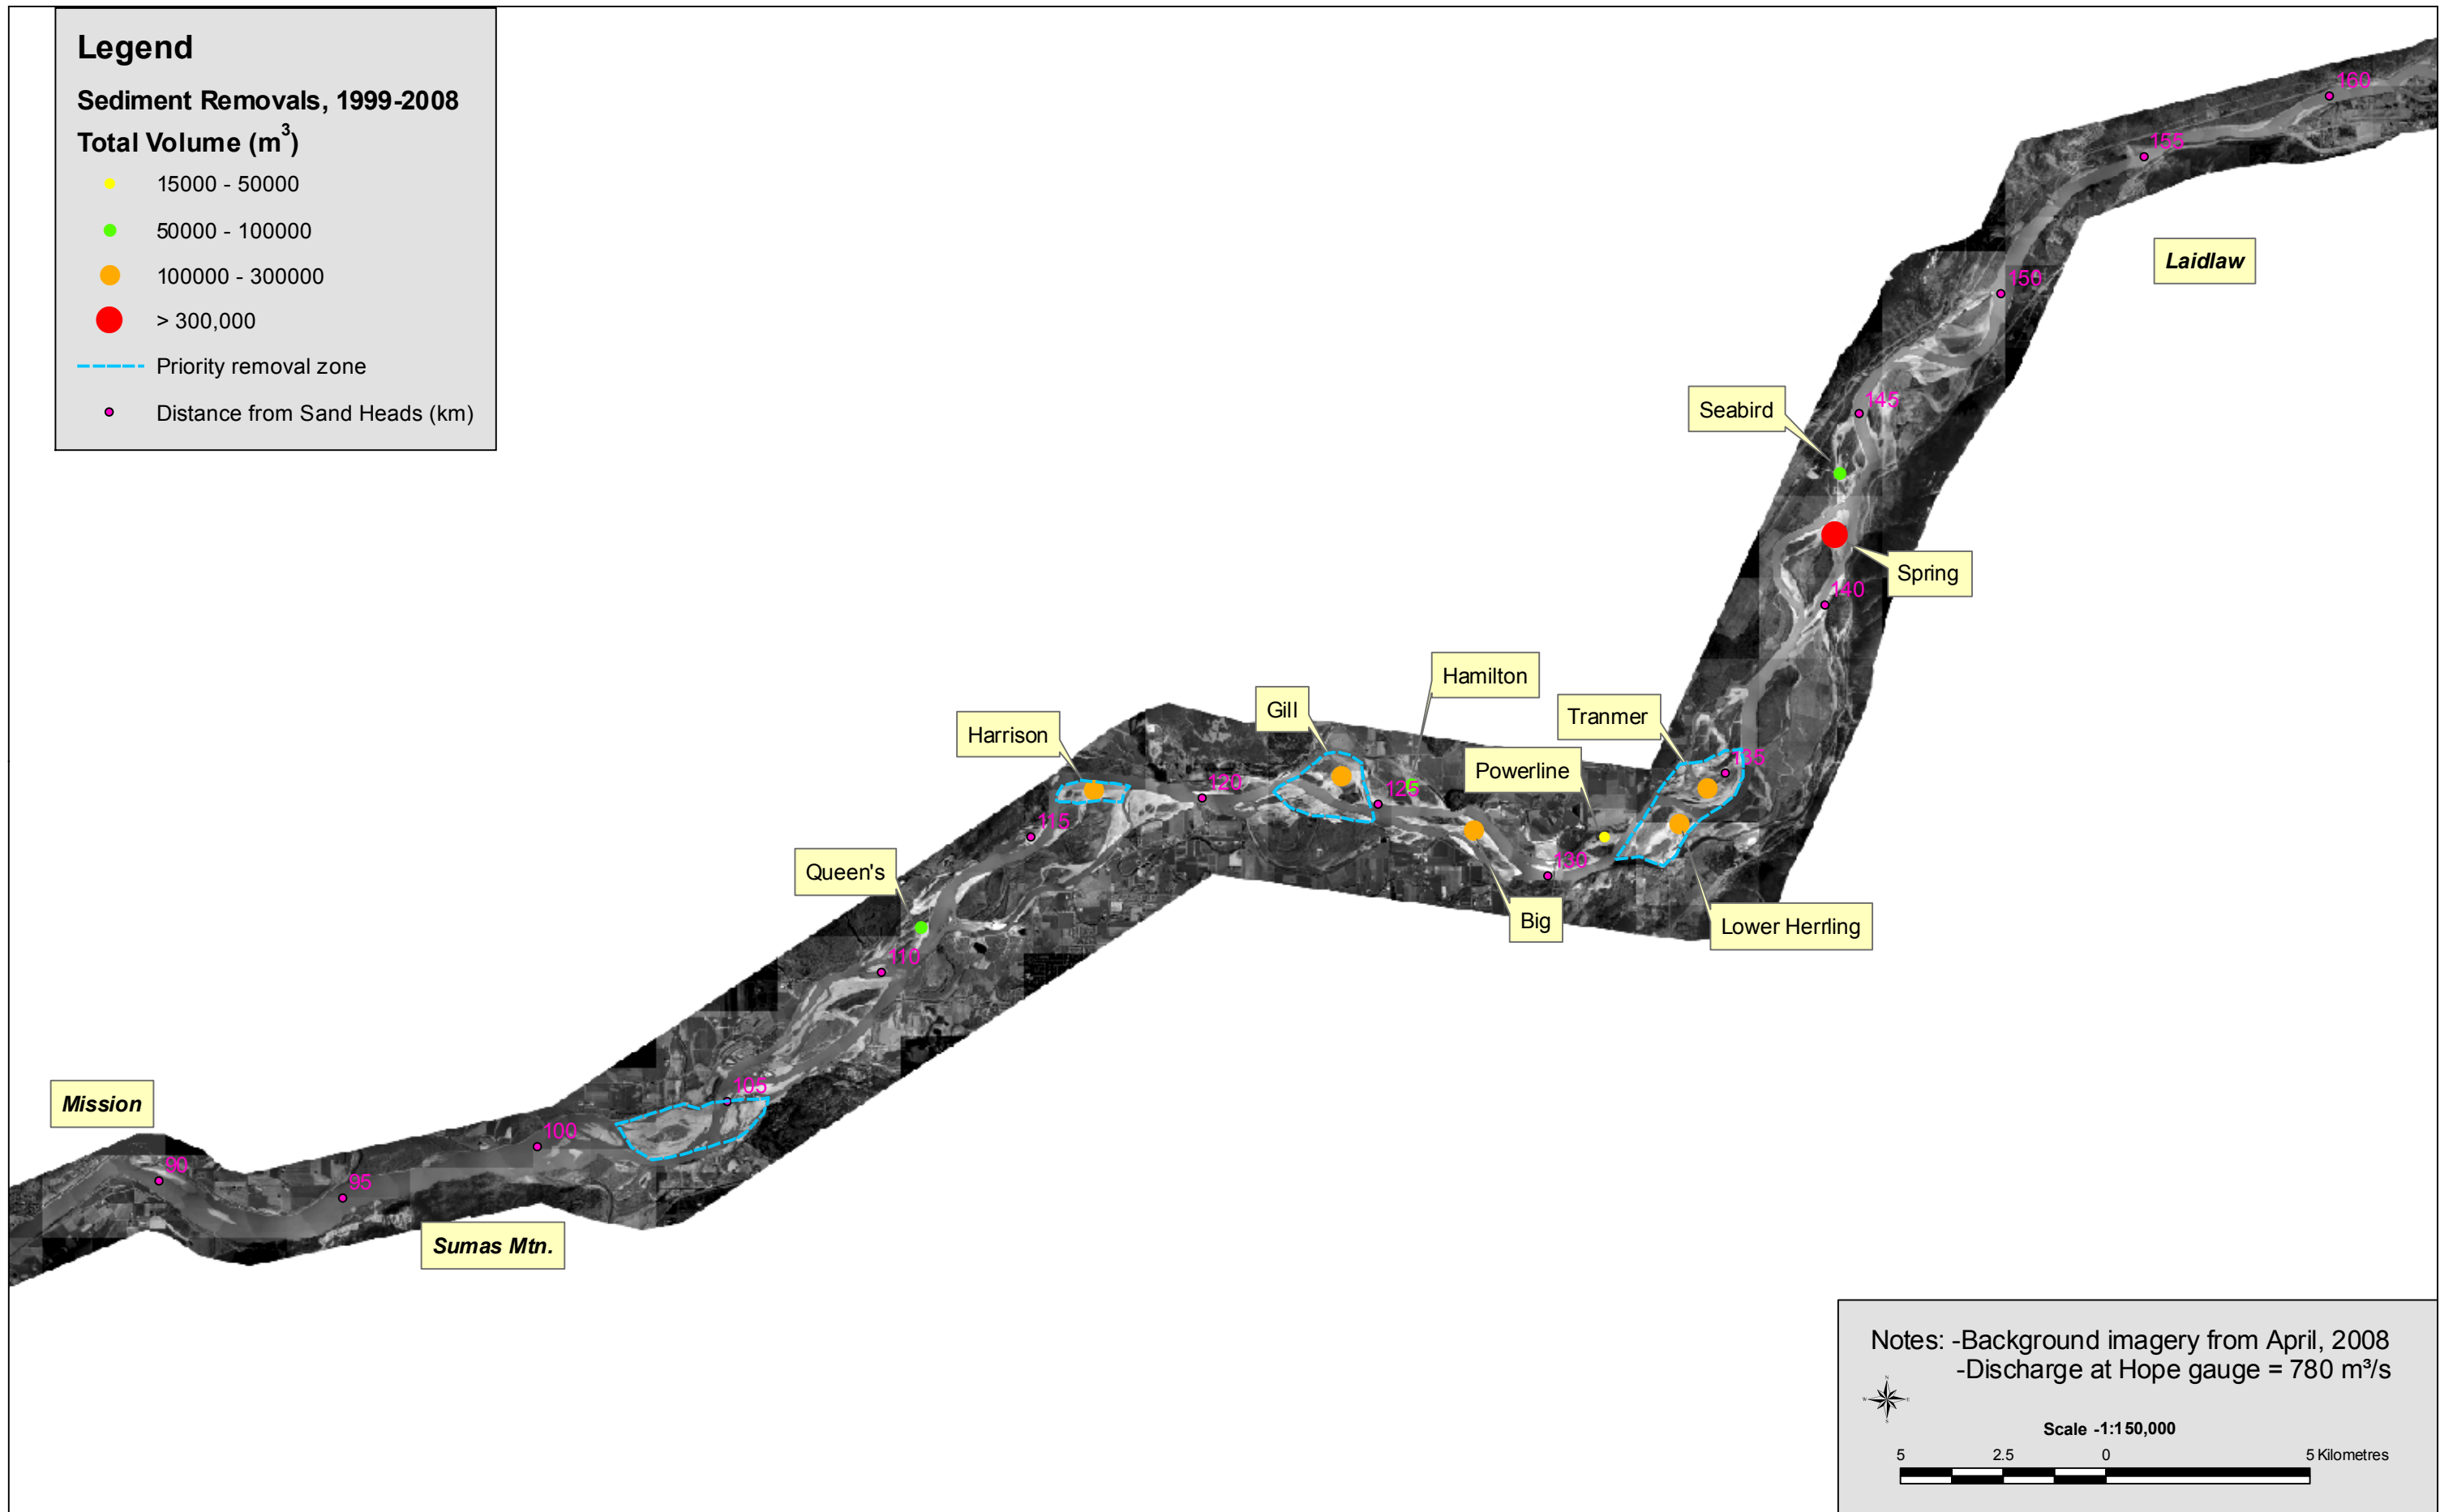 Legend
Sediment Removals, 1999-2008
Total Volume (m³)
15000 - 50000
50000 - 100000
100000 - 300000
> 300,000
Priority removal zone
Distance from Sand Heads (km)
160
155
Laidlaw
150
Seabird
145
Spring
140
Hamilton
Gill
Tranmer
Harrison
Powerline
135
120
125
115
130
Queen's
Big
Lower Herrling
110
105
Mission
100
90
95
Sumas Mtn.
Notes: -Background imagery from April, 2008
-Discharge at Hope gauge = 780 m³/s
N
W
E
S
Scale -1:150,000
5 2.5 0 5 Kilometres